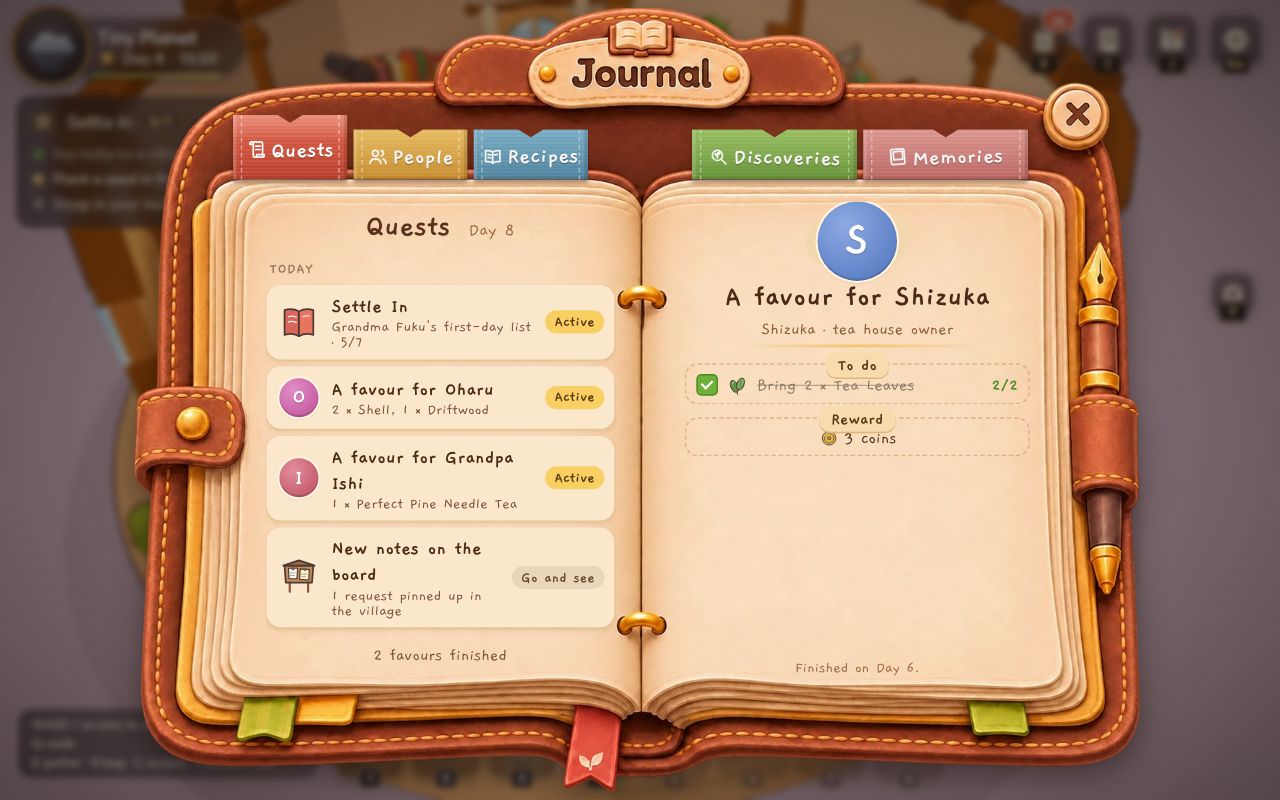 Tiny Planet
Journal
Quests
People
Recipes
Discoveries
Memories
Settle In
Quests Day 8
TODAY
Settle In
Grandma Fuku's first-day list
· 5/7
Active
A favour for Oharu
2 × Shell, 1 × Driftwood
Active
O
A favour for Grandpa
Ishi
1 × Perfect Pine Needle Tea
Active
I
New notes on the
board
1 request pinned up in
the village
Go and see
2 favours finished
S
A favour for Shizuka
Shizuka · tea house owner
To do
Bring 2 × Tea Leaves
2/2
Reward
3 coins
Finished on Day 6.